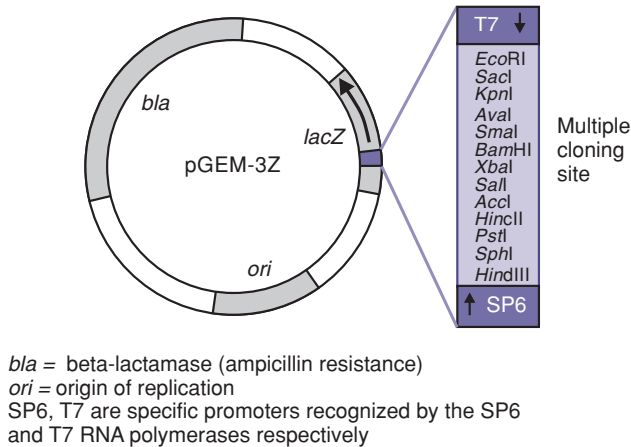 bla
lacZ
pGEM-3Z
ori
T7
EcoRI
SacI
KpnI
AvaI
SmaI
BamHI
XbaI
SalI
AccI
HincII
PstI
SphI
HindIII
SP6
Multiple
cloning
site
bla = beta-lactamase (ampicillin resistance)
ori = origin of replication
SP6, T7 are specific promoters recognized by the SP6
and T7 RNA polymerases respectively